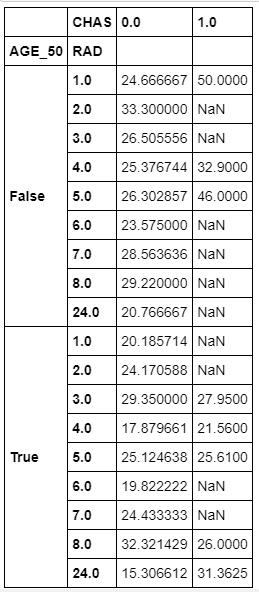 CHAS 0.0 1.0
AGE_50 RAD
1.0 24.666667 50.0000
2.0 33.300000 NaN
3.0 26.505556 NaN
4.0 25.376744 32.9000
False 5.0 26.302857 46.0000
6.0 23.575000 NaN
7.0 28.563636 NaN
8.0 29.220000 NaN
24.0 20.766667 NaN
1.0 20.185714 NaN
2.0 24.170588 NaN
3.0 29.350000 27.9500
4.0 17.879661 21.5600
True 5.0 25.124638 25.6100
6.0 19.822222 NaN
7.0 24.433333 NaN
8.0 32.321429 26.0000
24.0 15.306612 31.3625